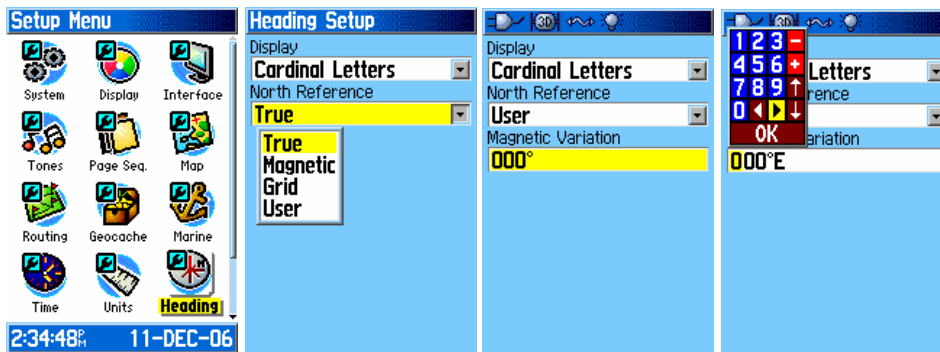 Setup Menu
System Display Interface
Tones Page Seq. Map
Routing Geocache Marine
Time Units Heading
2:34:48PM 11-DEC-06
Heading Setup
Display
Cardinal Letters
North Reference
True
True
Magnetic
Grid
User
3D
Display
Cardinal Letters
North Reference
User
Magnetic Variation
000°
3D
1 2 3 -
4 5 6 + Letters
7 8 9 ↑ rence
0 ↓
OK ariation
000°E